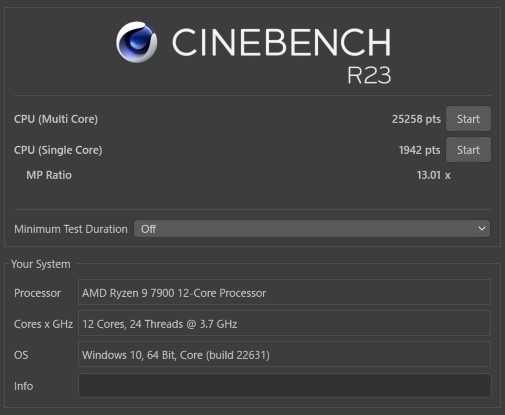 CINEBENCH
R23
CPU (Multi Core) 25258 pts Start
CPU (Single Core) 1942 pts Start
MP Ratio 13.01 x
Minimum Test Duration Off
Your System
Processor AMD Ryzen 9 7900 12-Core Processor
Cores x GHz 12 Cores, 24 Threads @ 3.7 GHz
OS Windows 10, 64 Bit, Core (build 22631)
Info